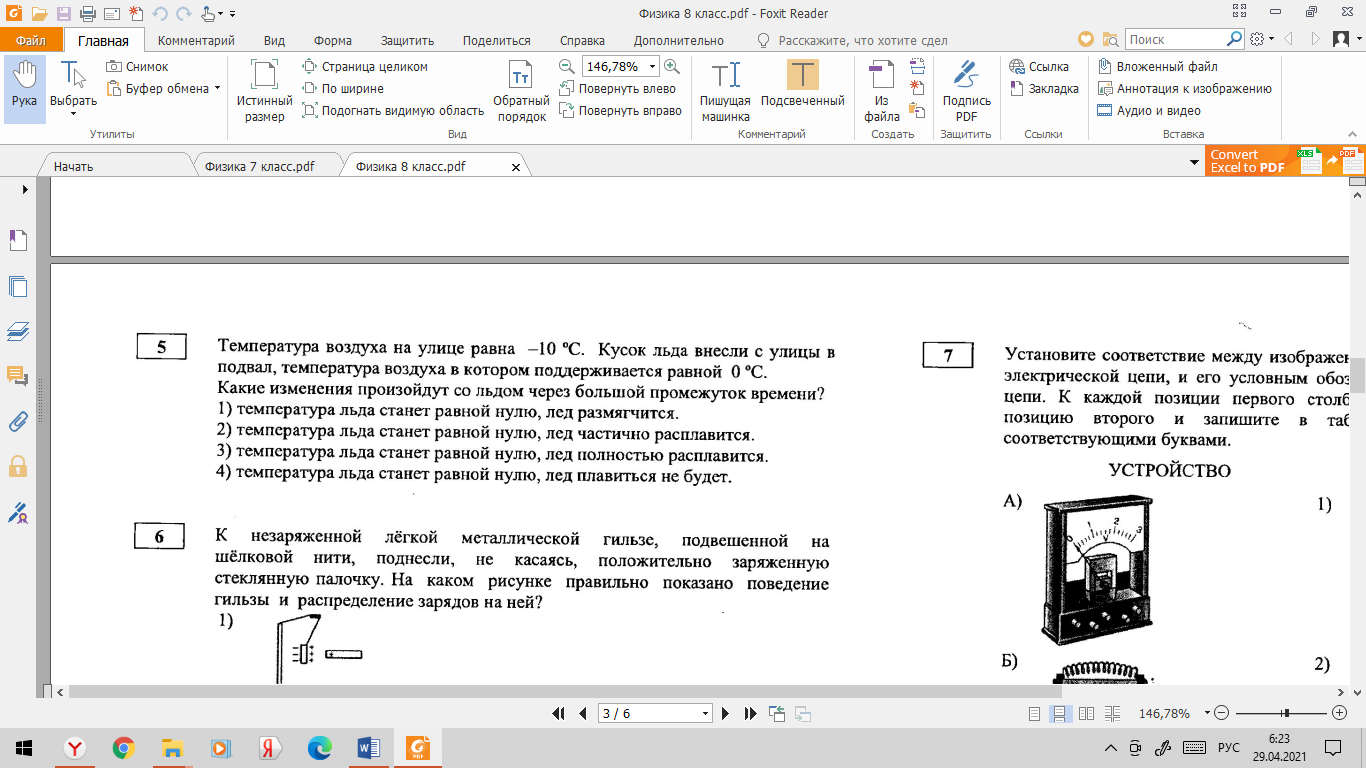 Физика 8 класс.pdf - Foxit Reader
Файл Главная Комментарий Вид Форма Защитить Поделиться Справка Дополнительно Расскажите, что хотите сдел Поиск
Рука
Выбрать
Снимок
Буфер обмена
Утилиты
Истинный размер
Страница целиком
По ширине
Подогнать видимую область
Обратный порядок
146,78%
Повернуть влево
Повернуть вправо
Вид
Пишущая машинка
Подсвеченный
Комментарий
Из файла
Создать
Подпись PDF
Защитить
Ссылка
Закладка
Ссылки
Вложенный файл
Аннотация к изображению
Аудио и видео
Вставка
Начать Физика 7 класс.pdf Физика 8 класс.pdf
Convert
Excel to PDF
XLS PDF
5
Температура воздуха на улице равна –10 ºС. Кусок льда внесли с улицы в
подвал, температура воздуха в котором поддерживается равной 0 ºС.
Какие изменения произойдут со льдом через большой промежуток времени?
1) температура льда станет равной нулю, лед размягчится.
2) температура льда станет равной нулю, лед частично расплавится.
3) температура льда станет равной нулю, лед полностью расплавится.
4) температура льда станет равной нулю, лед плавиться не будет.
6
К незаряженной лёгкой металлической гильзе, подвешенной на
шёлковой нити, поднесли, не касаясь, положительно заряженную
стеклянную палочку. На каком рисунке правильно показано поведение
гильзы и распределение зарядов на ней?
1)
7
Установите соответствие между изображен
электрической цепи, и его условным обоз
цепи. К каждой позиции первого столб
позицию второго и запишите в таб
соответствующими буквами.
УСТРОЙСТВО
А) 1)
0 1 2 3
Б) 2)
3 / 6
146,78%
РУС
6:23
29.04.2021